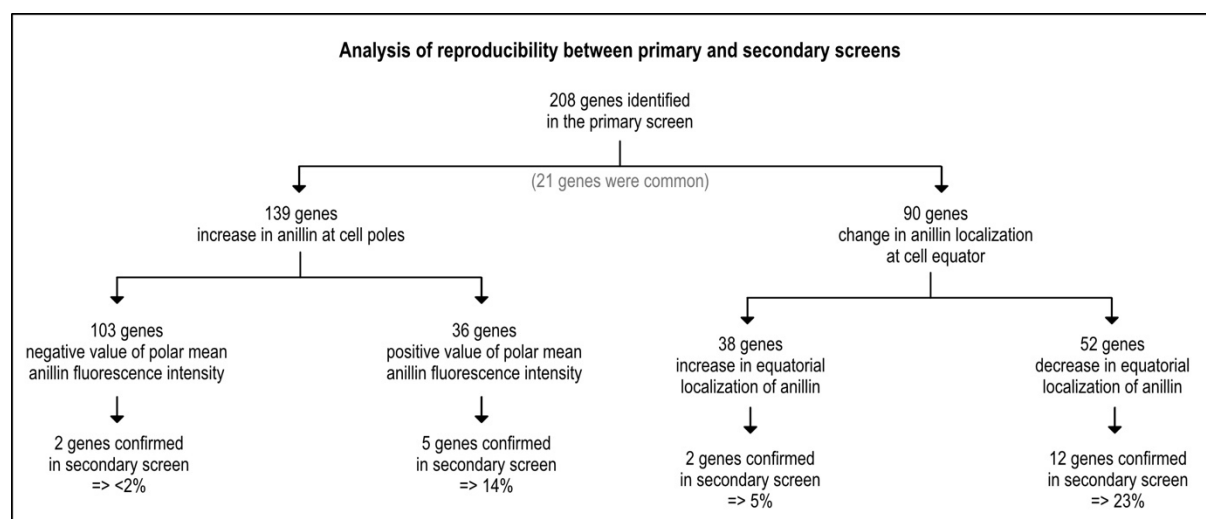 Analysis of reproducibility between primary and secondary screens
208 genes identified
in the primary screen
(21 genes were common)
139 genes
increase in anillin at cell poles
90 genes
change in anillin localization
at cell equator
103 genes
negative value of polar mean
anillin fluorescence intensity
36 genes
positive value of polar mean
anillin fluorescence intensity
38 genes
increase in equatorial
localization of anillin
52 genes
decrease in equatorial
localization of anillin
2 genes confirmed
in secondary screen
=> <2%
5 genes confirmed
in secondary screen
=> 14%
2 genes confirmed
in secondary screen
=> 5%
12 genes confirmed
in secondary screen
=> 23%